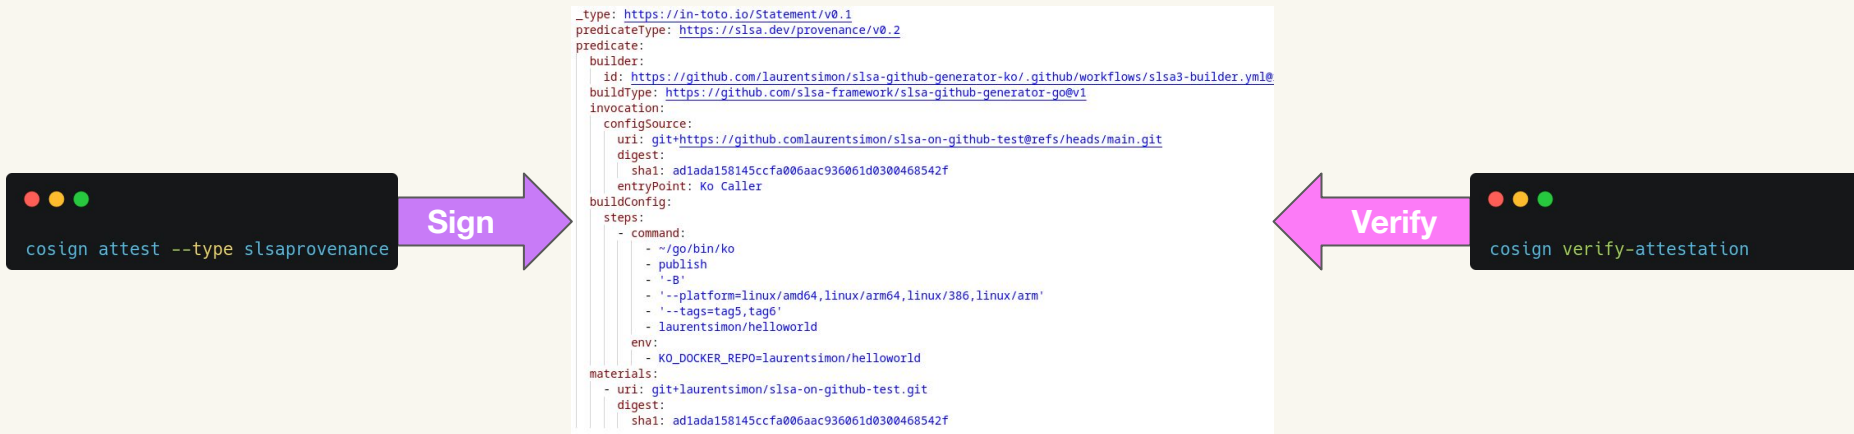 cosign attest --type slsaprovenance
Sign
_type: https://in-toto.io/Statement/v0.1
predicateType: https://slsa.dev/provenance/v0.2
predicate:
builder:
id: https://github.com/laurentsimon/slsa-github-generator-ko/.github/workflows/slsa3-builder.yml@
buildType: https://github.com/slsa-framework/slsa-github-generator-go@v1
invocation:
configSource:
uri: git+https://github.comlaurentsimon/slsa-on-github-test@refs/heads/main.git
digest:
sha1: ad1ada158145ccfa006aac936061d0300468542f
entryPoint: Ko Caller
buildConfig:
steps:
- command:
- ~/go/bin/ko
- publish
- '-B'
- '--platform=linux/amd64,linux/arm64,linux/386,linux/arm'
- '--tags=tag5,tag6'
- laurentsimon/helloworld
env:
- KO_DOCKER_REPO=laurentsimon/helloworld
materials:
- uri: git+laurentsimon/slsa-on-github-test.git
digest:
sha1: ad1ada158145ccfa006aac936061d0300468542f
Verify
cosign verify-attestation